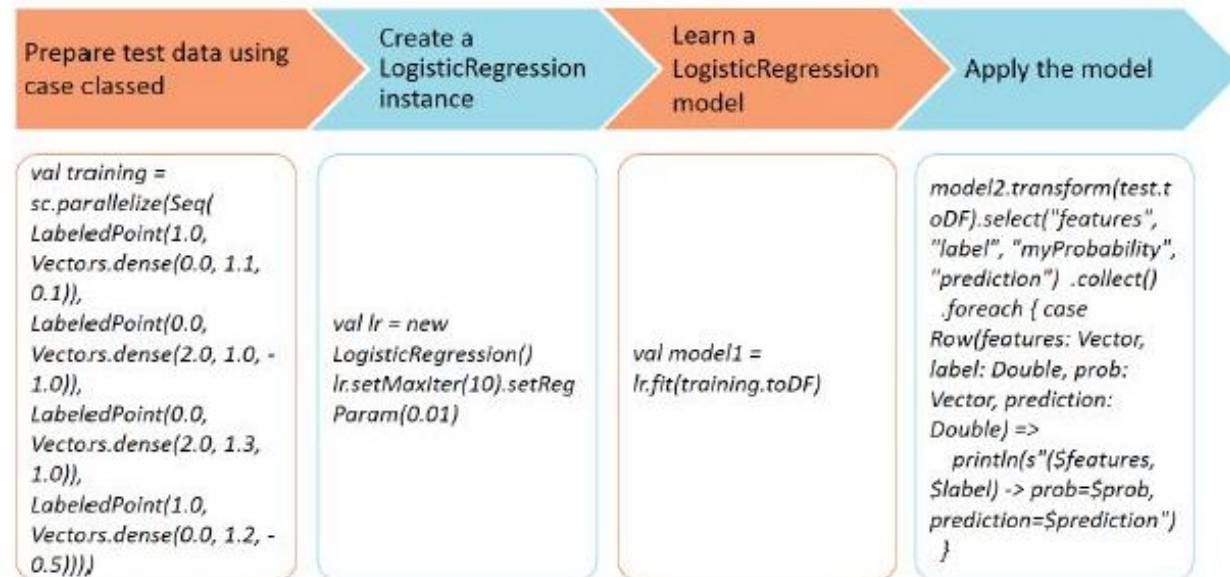 Prepare test data using
case classed
Create a
LogisticRegression
instance
Learn a
LogisticRegression
model
Apply the model
val training =
sc.parallelize(Seq(
LabeledPoint(1.0,
Vectors.dense(0.0, 1.1,
0.1)),
LabeledPoint(0.0,
Vectors.dense(2.0, 1.0, -
1.0)),
LabeledPoint(0.0,
Vectors.dense(2.0, 1.3,
1.0)),
LabeledPoint(1.0,
Vectors.dense(0.0, 1.2, -
0.5))))
val lr = new
LogisticRegression()
lr.setMaxIter(10).setReg
Param(0.01)
val model1 =
lr.fit(training.toDF)
model2.transform(test.t
oDF).select("features",
"label", "myProbability",
"prediction")  .collect()
.foreach { case
Row(features: Vector,
label: Double, prob:
Vector, prediction:
Double) =>
println(s"($features,
$label) -> prob=$prob,
prediction=$prediction")
}